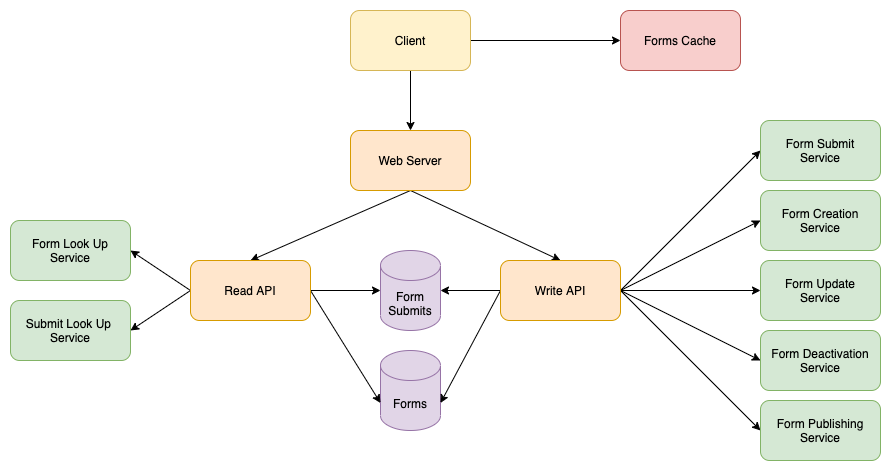 Client
Forms Cache
Web Server
Form Submit
Service
Form Creation
Service
Form Look Up
Service
Read API
Form
Submits
Write API
Form Update
Service
Submit Look Up
Service
Form Deactivation
Service
Forms
Form Publishing
Service